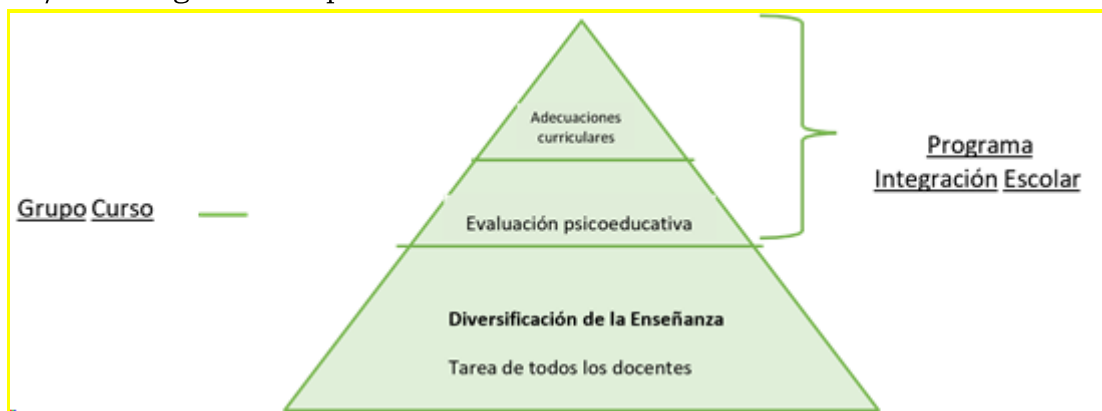 Adecuaciones
curriculares
Programa
Integración Escolar
Grupo Curso
Evaluación psicoeducativa
Diversificación de la Enseñanza
Tarea de todos los docentes